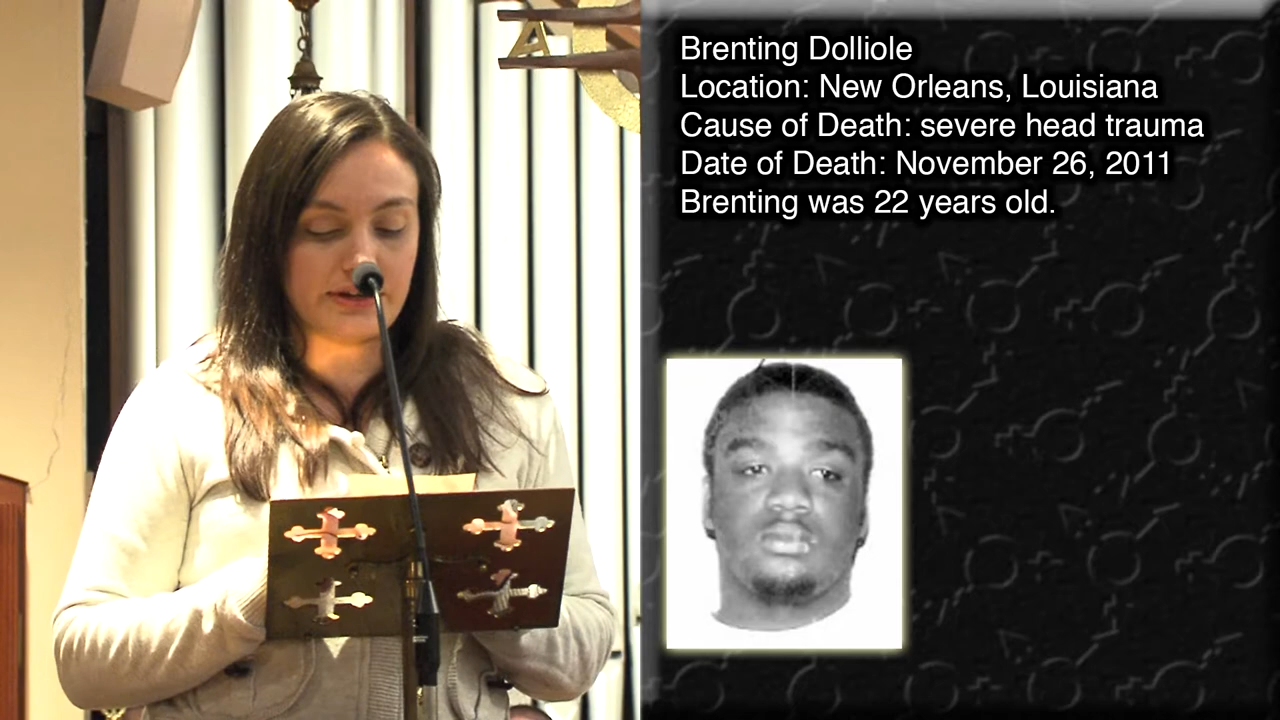 Brenting Dolliole
Location: New Orleans, Louisiana
Cause of Death: severe head trauma
Date of Death: November 26, 2011
Brenting was 22 years old.